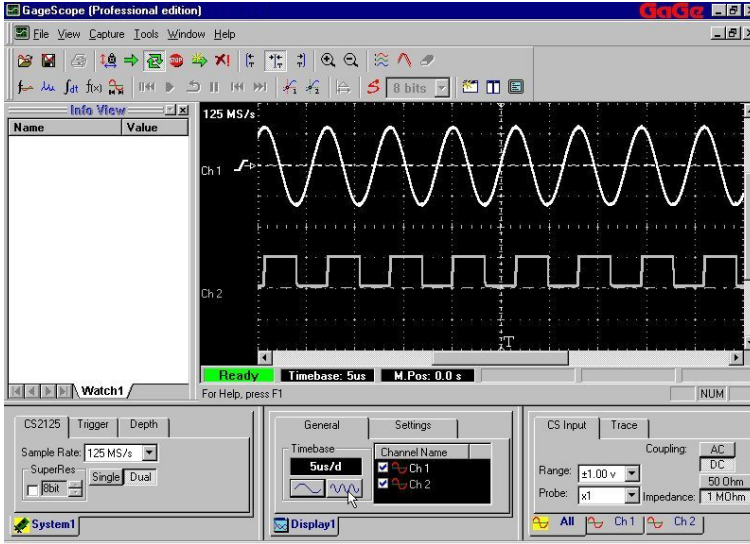 GageScope (Professional edition)
GaGe
File View Capture Tools Window Help
∫dt f(x)
8 bits
Info View
Name Value
125 MS/s
Ch 1
Ch 2
T
Watch1
Ready Timebase: 5us M.Pos: 0.0 s
For Help, press F1
NUM
CS2125 Trigger Depth
Sample Rate: 125 MS/s
SuperRes
8bit
Single Dual
System1
General Settings
Timebase
5us/d
Channel Name
Ch 1
Ch 2
Display1
CS Input Trace
Coupling: AC
DC
Range: ±1.00 v
50 Ohm
Probe: x1
Impedance: 1 MOhm
All Ch 1 Ch 2